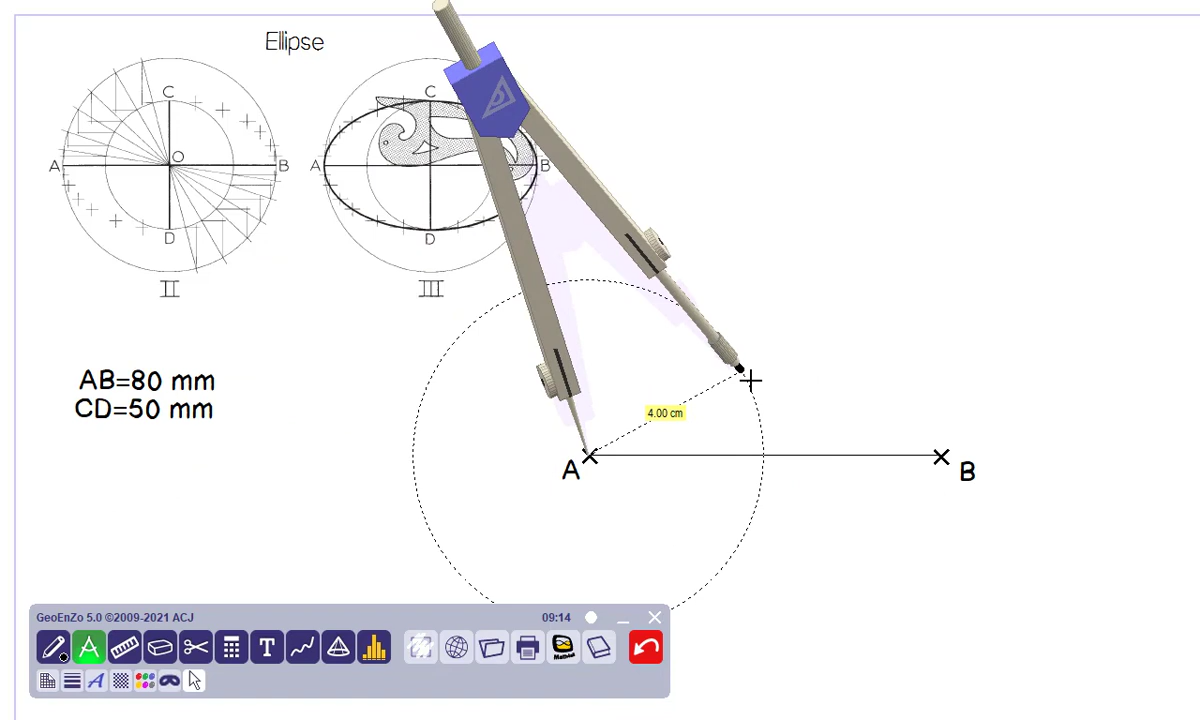 Ellipse
C
C
O
A
B
A
B
D
D
II
III
AB=80 mm
CD=50 mm
4.00 cm
A
B
GeoEnZo 5.0 ©2009-2021 ACJ
09:14
T
Mathkit
A